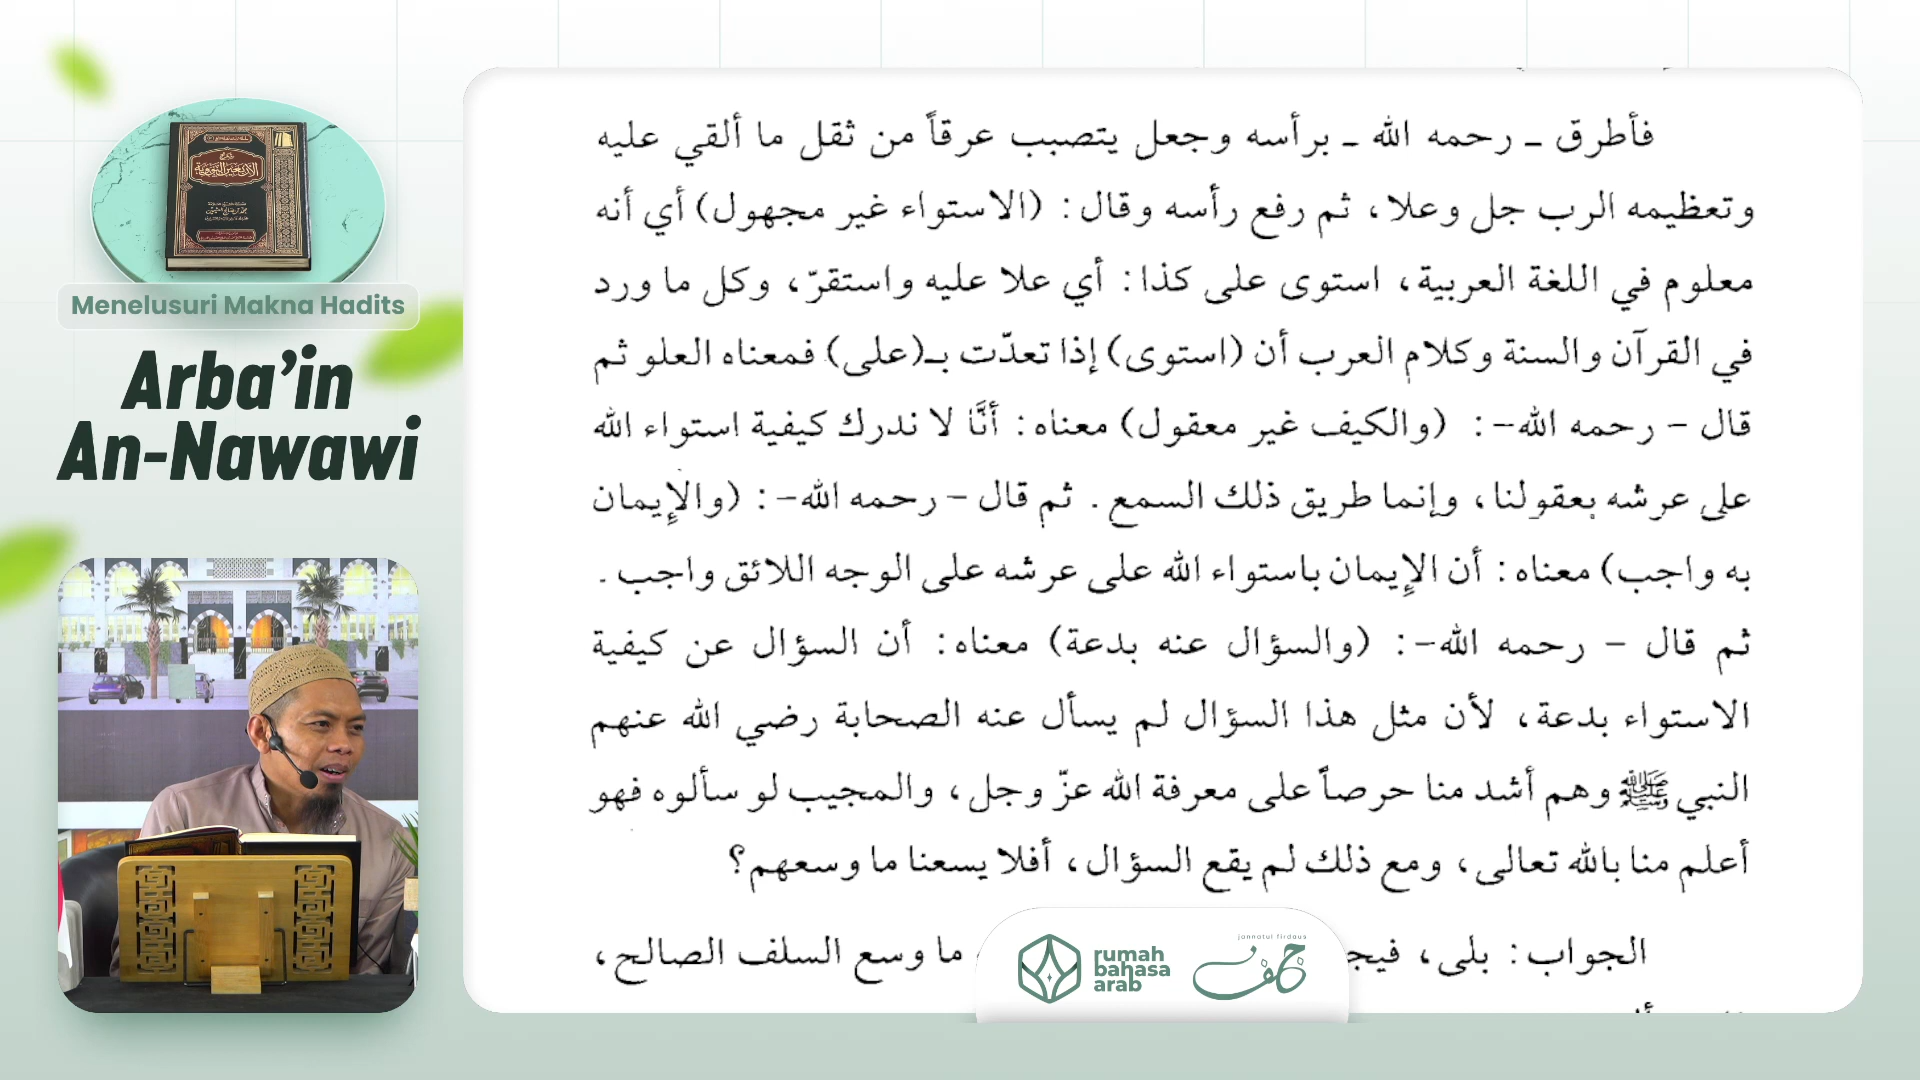 Menelusuri Makna Hadits
Arba'in
An-Nawawi
فأطرق ـ رحمه الله ـ برأسه وجعل يتصبب عرقاً من ثقل ما ألقي عليه
وتعظيمه الرب جل وعلا، ثم رفع رأسه وقال: (الاستواء غير مجهول) أي أنه
معلوم في اللغة العربية، استوى على كذا: أي علا عليه واستقرّ، وكل ما ورد
في القرآن والسنة وكلام العرب أن (استوى) إذا تعدّت بـ(على) فمعناه العلو ثم
قال – رحمه الله–: (والكيف غير معقول) معناه: أنَّا لا ندرك كيفية استواء الله
على عرشه بعقولنا، وإنما طريق ذلك السمع. ثم قال – رحمه الله–: (والإيمان
به واجب) معناه: أن الإيمان باستواء الله على عرشه على الوجه اللائق واجب.
ثم قال – رحمه الله–: (والسؤال عنه بدعة) معناه: أن السؤال عن كيفية
الاستواء بدعة، لأن مثل هذا السؤال لم يسأل عنه الصحابة رضي الله عنهم
النبي ﷺ وهم أشد منا حرصاً على معرفة الله عزّ وجل، والمجيب لو سألوه فهو
أعلم منا بالله تعالى، ومع ذلك لم يقع السؤال، أفلا يسعنا ما وسعهم؟
الجواب: بلى، ما وسع السلف الصالح،
rumah
bahasa
arab
jannatul firdaus